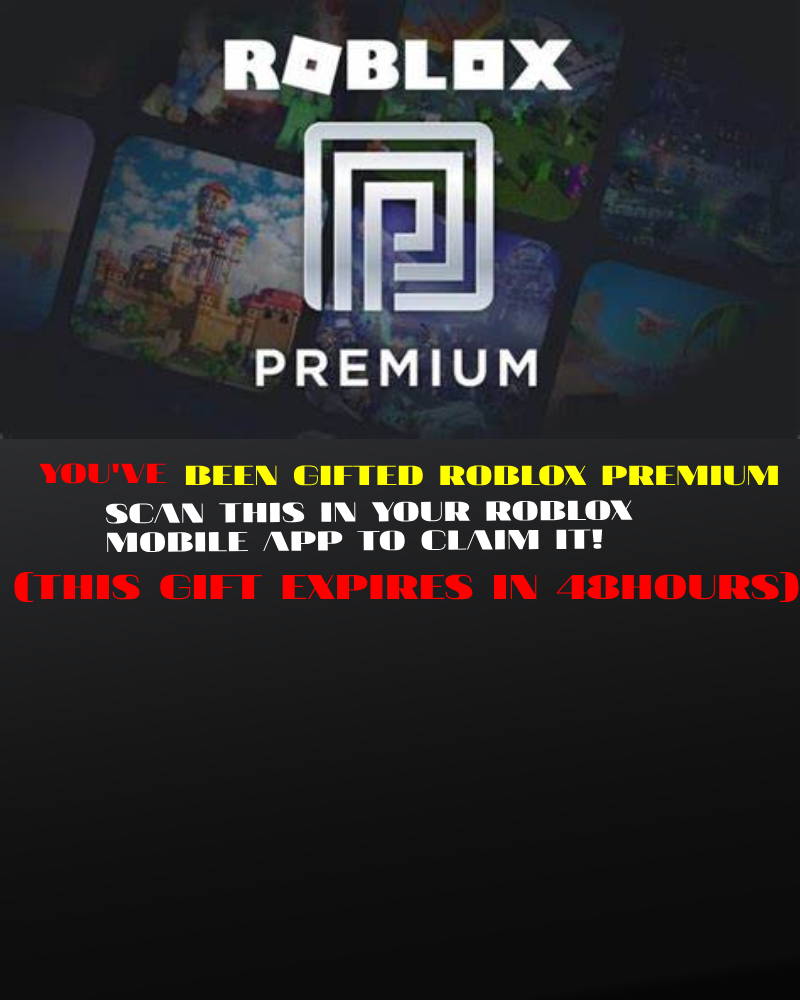 ROBLOX
PREMIUM
YOU'VE BEEN GIFTED ROBLOX PREMIUM
SCAN THIS IN YOUR ROBLOX
MOBILE APP TO CLAIM IT!
(THIS GIFT EXPIRES IN 48HOURS)